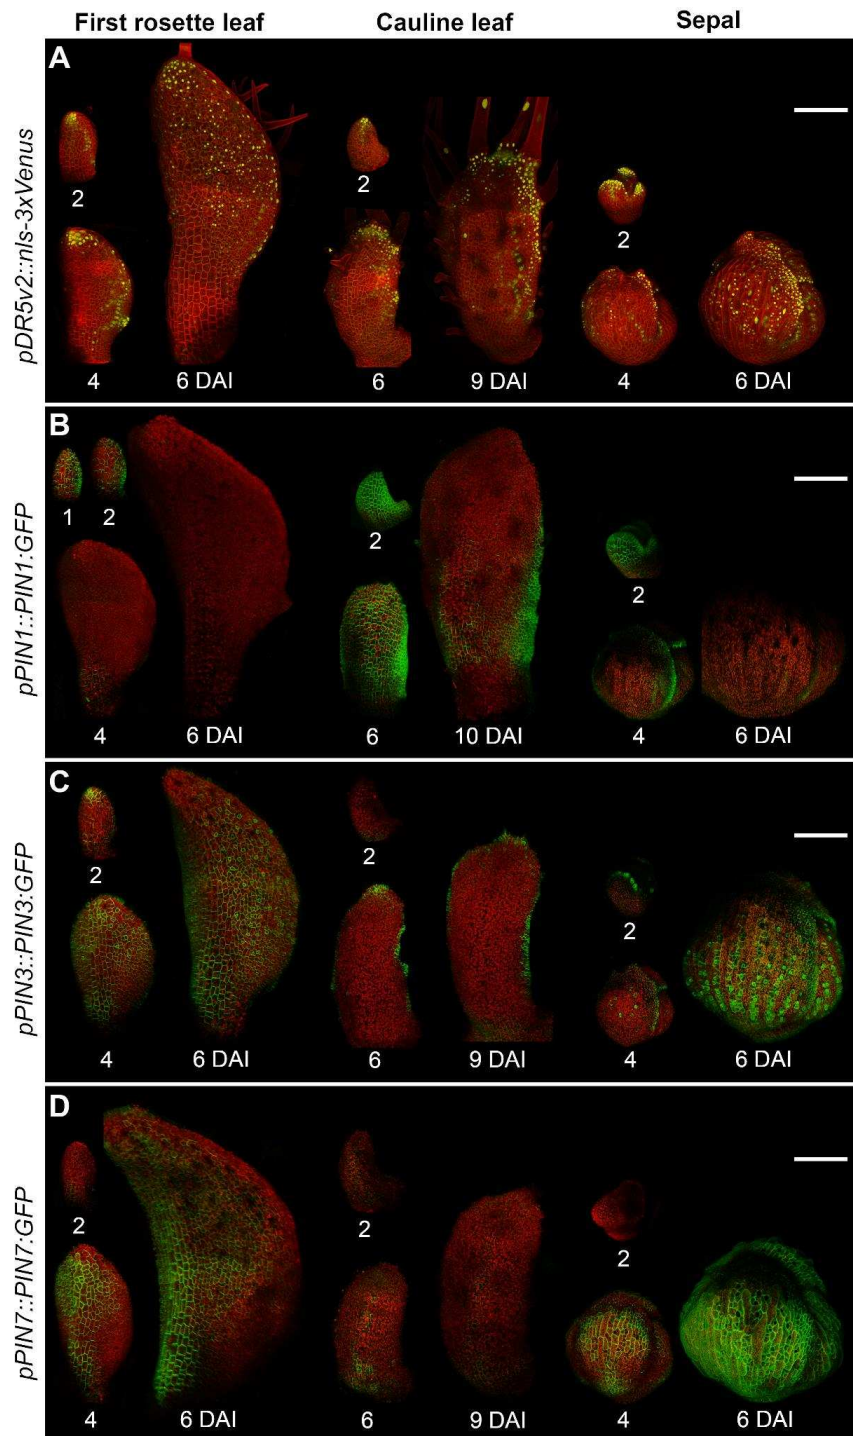 First rosette leaf Cauline leaf Sepal
A
pDR5v2::nls-3xVenus
2 2 2
4 6 DAI 6 9 DAI 4 6 DAI
B
pPIN1::PIN1:GFP
1 2 2 2
4 6 DAI 6 10 DAI 4 6 DAI
C
pPIN3::PIN3:GFP
2 2 2
4 6 DAI 6 9 DAI 4 6 DAI
D
pPIN7::PIN7:GFP
2 2 2
4 6 DAI 6 9 DAI 4 6 DAI